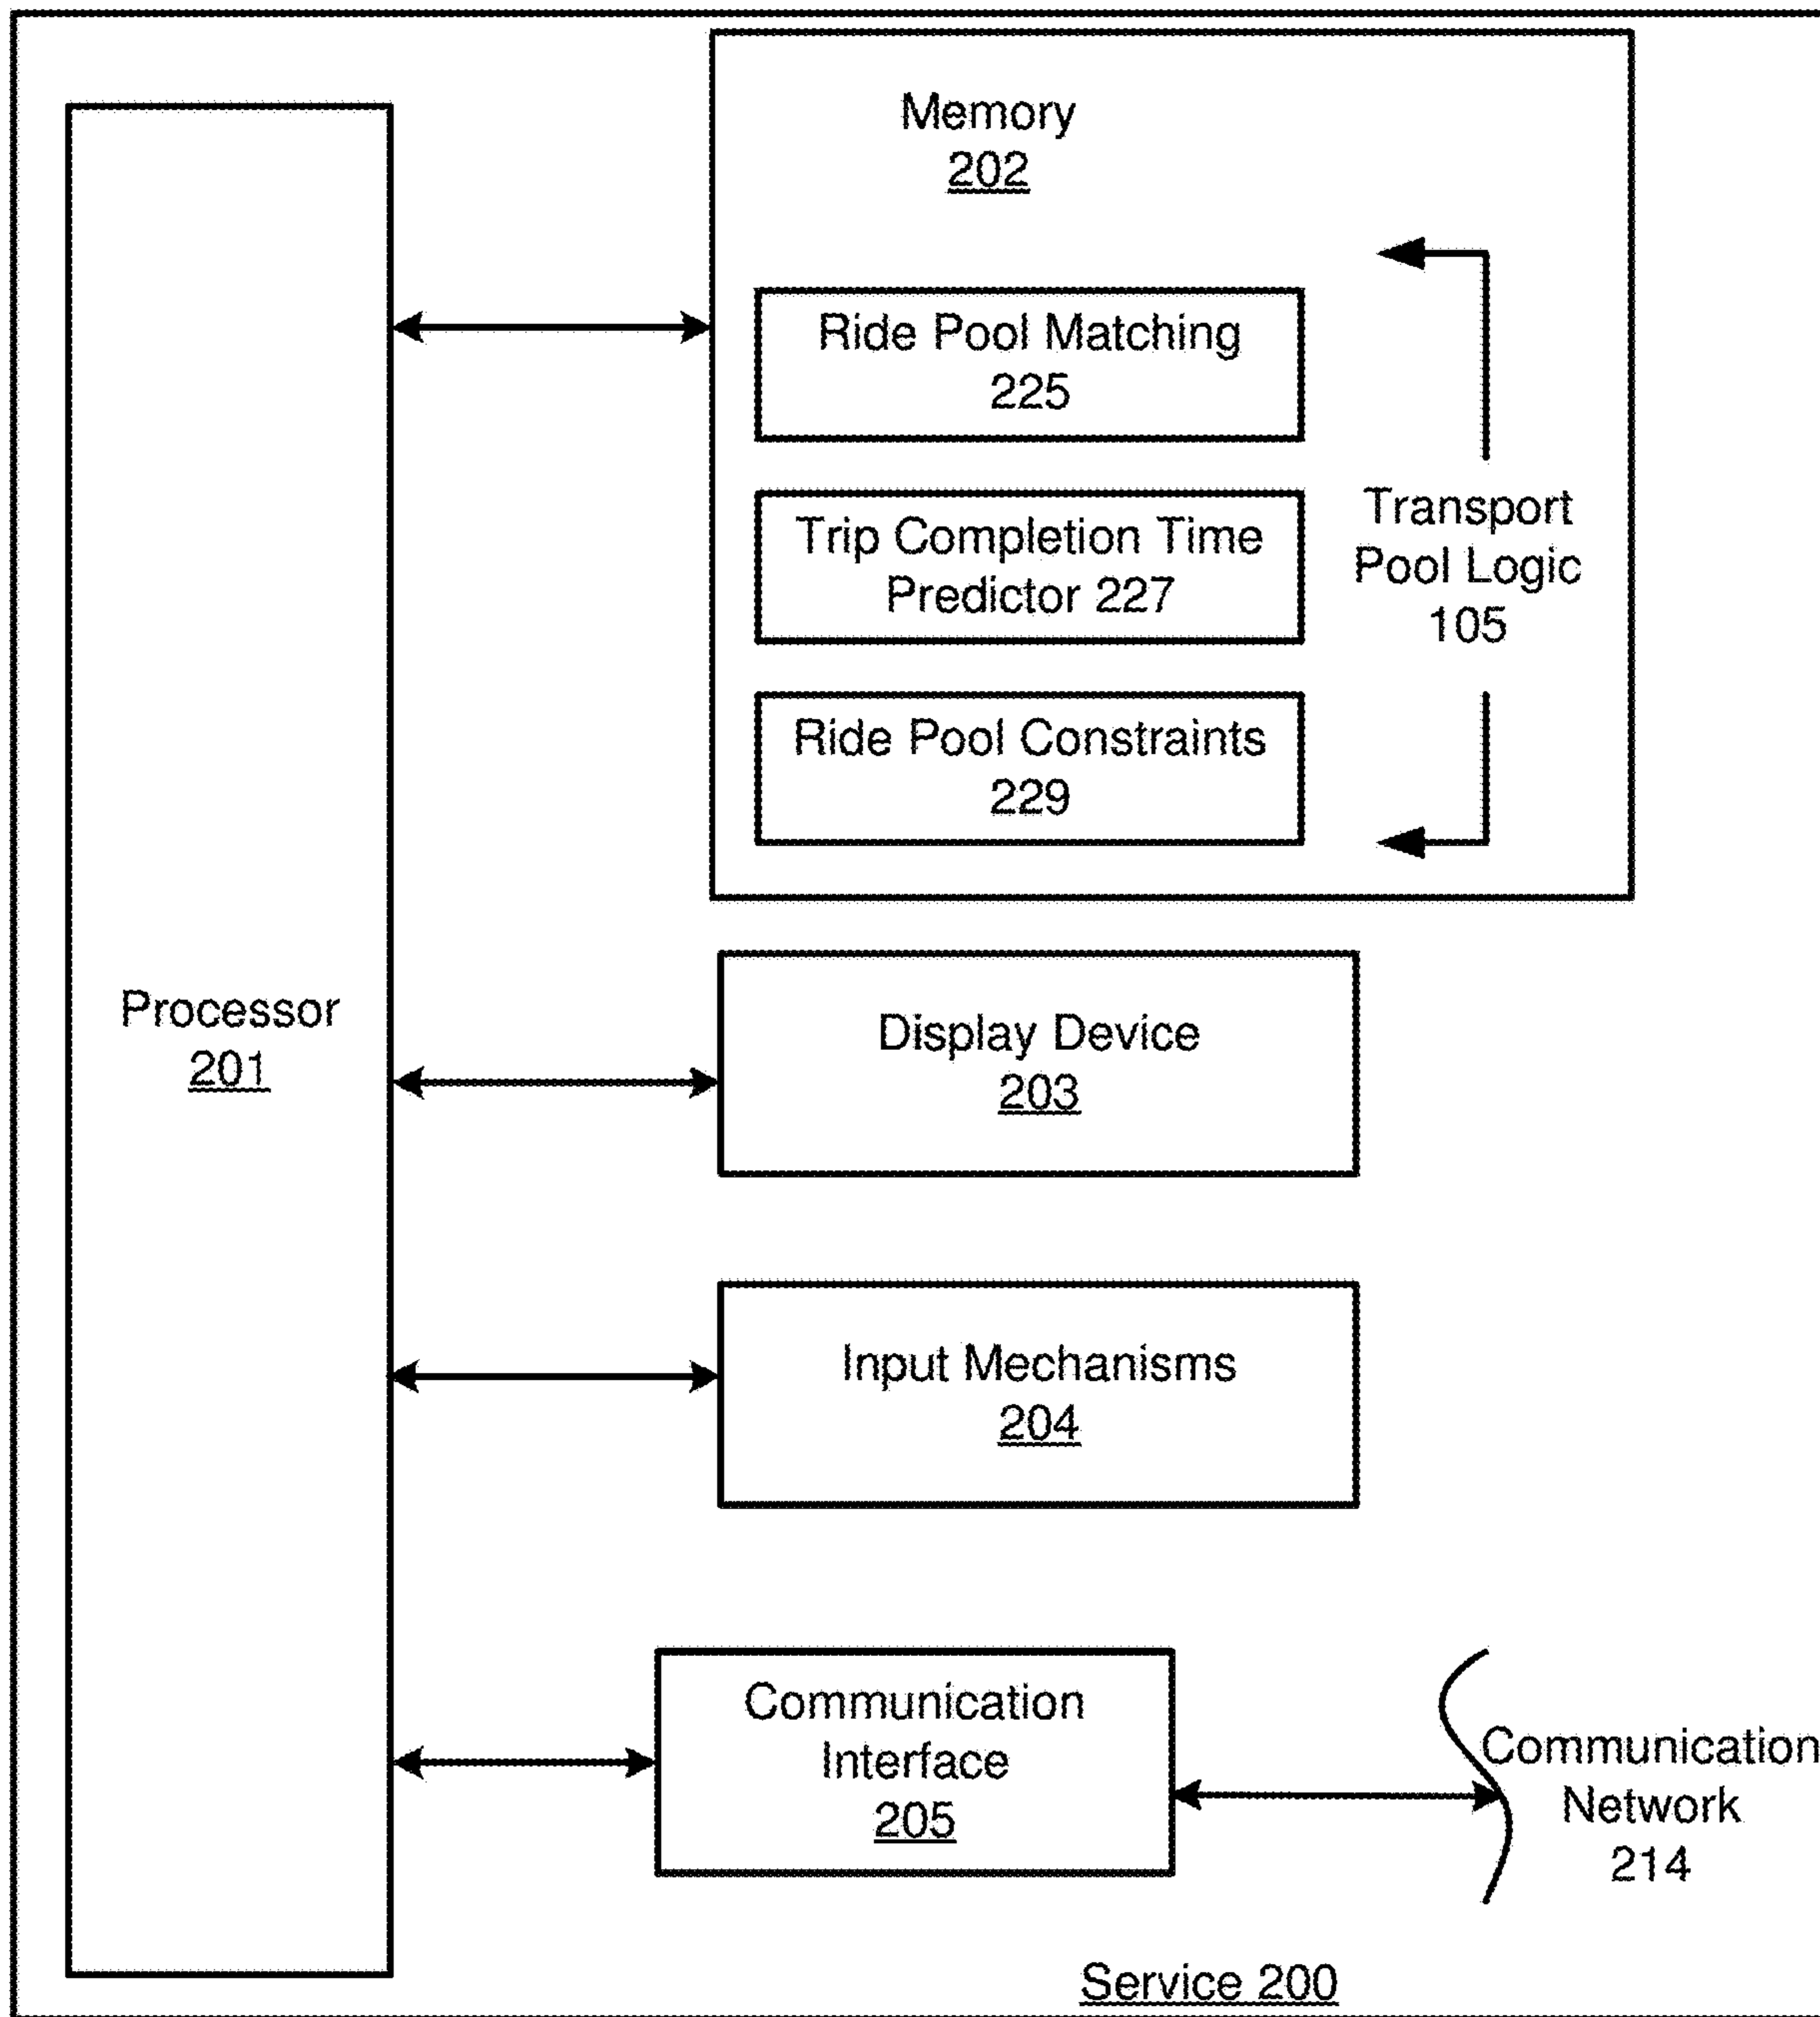 Memory
202
Ride Pool Matching
225
Trip Completion Time
Predictor 227
Ride Pool Constraints
229
Transport
Pool Logic
105
Processor
201
Display Device
203
Input Mechanisms
204
Communication
Interface
205
Communication
Network
214
Service 200